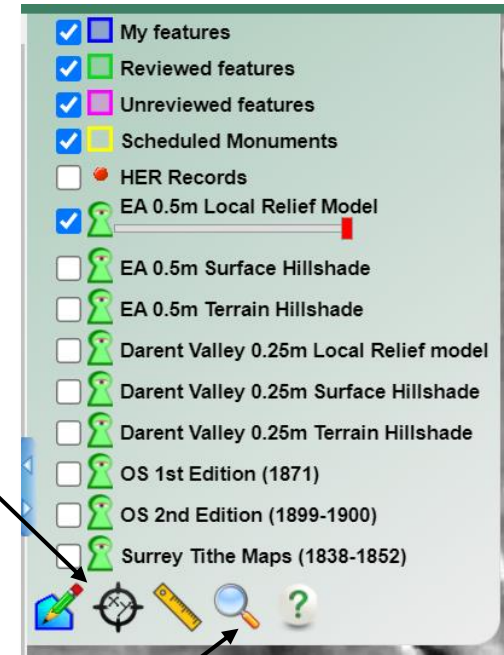 My features
Reviewed features
Unreviewed features
Scheduled Monuments
HER Records
EA 0.5m Local Relief Model
EA 0.5m Surface Hillshade
EA 0.5m Terrain Hillshade
Darent Valley 0.25m Local Relief model
Darent Valley 0.25m Surface Hillshade
Darent Valley 0.25m Terrain Hillshade
OS 1st Edition (1871)
OS 2nd Edition (1899-1900)
Surrey Tithe Maps (1838-1852)
XY ?